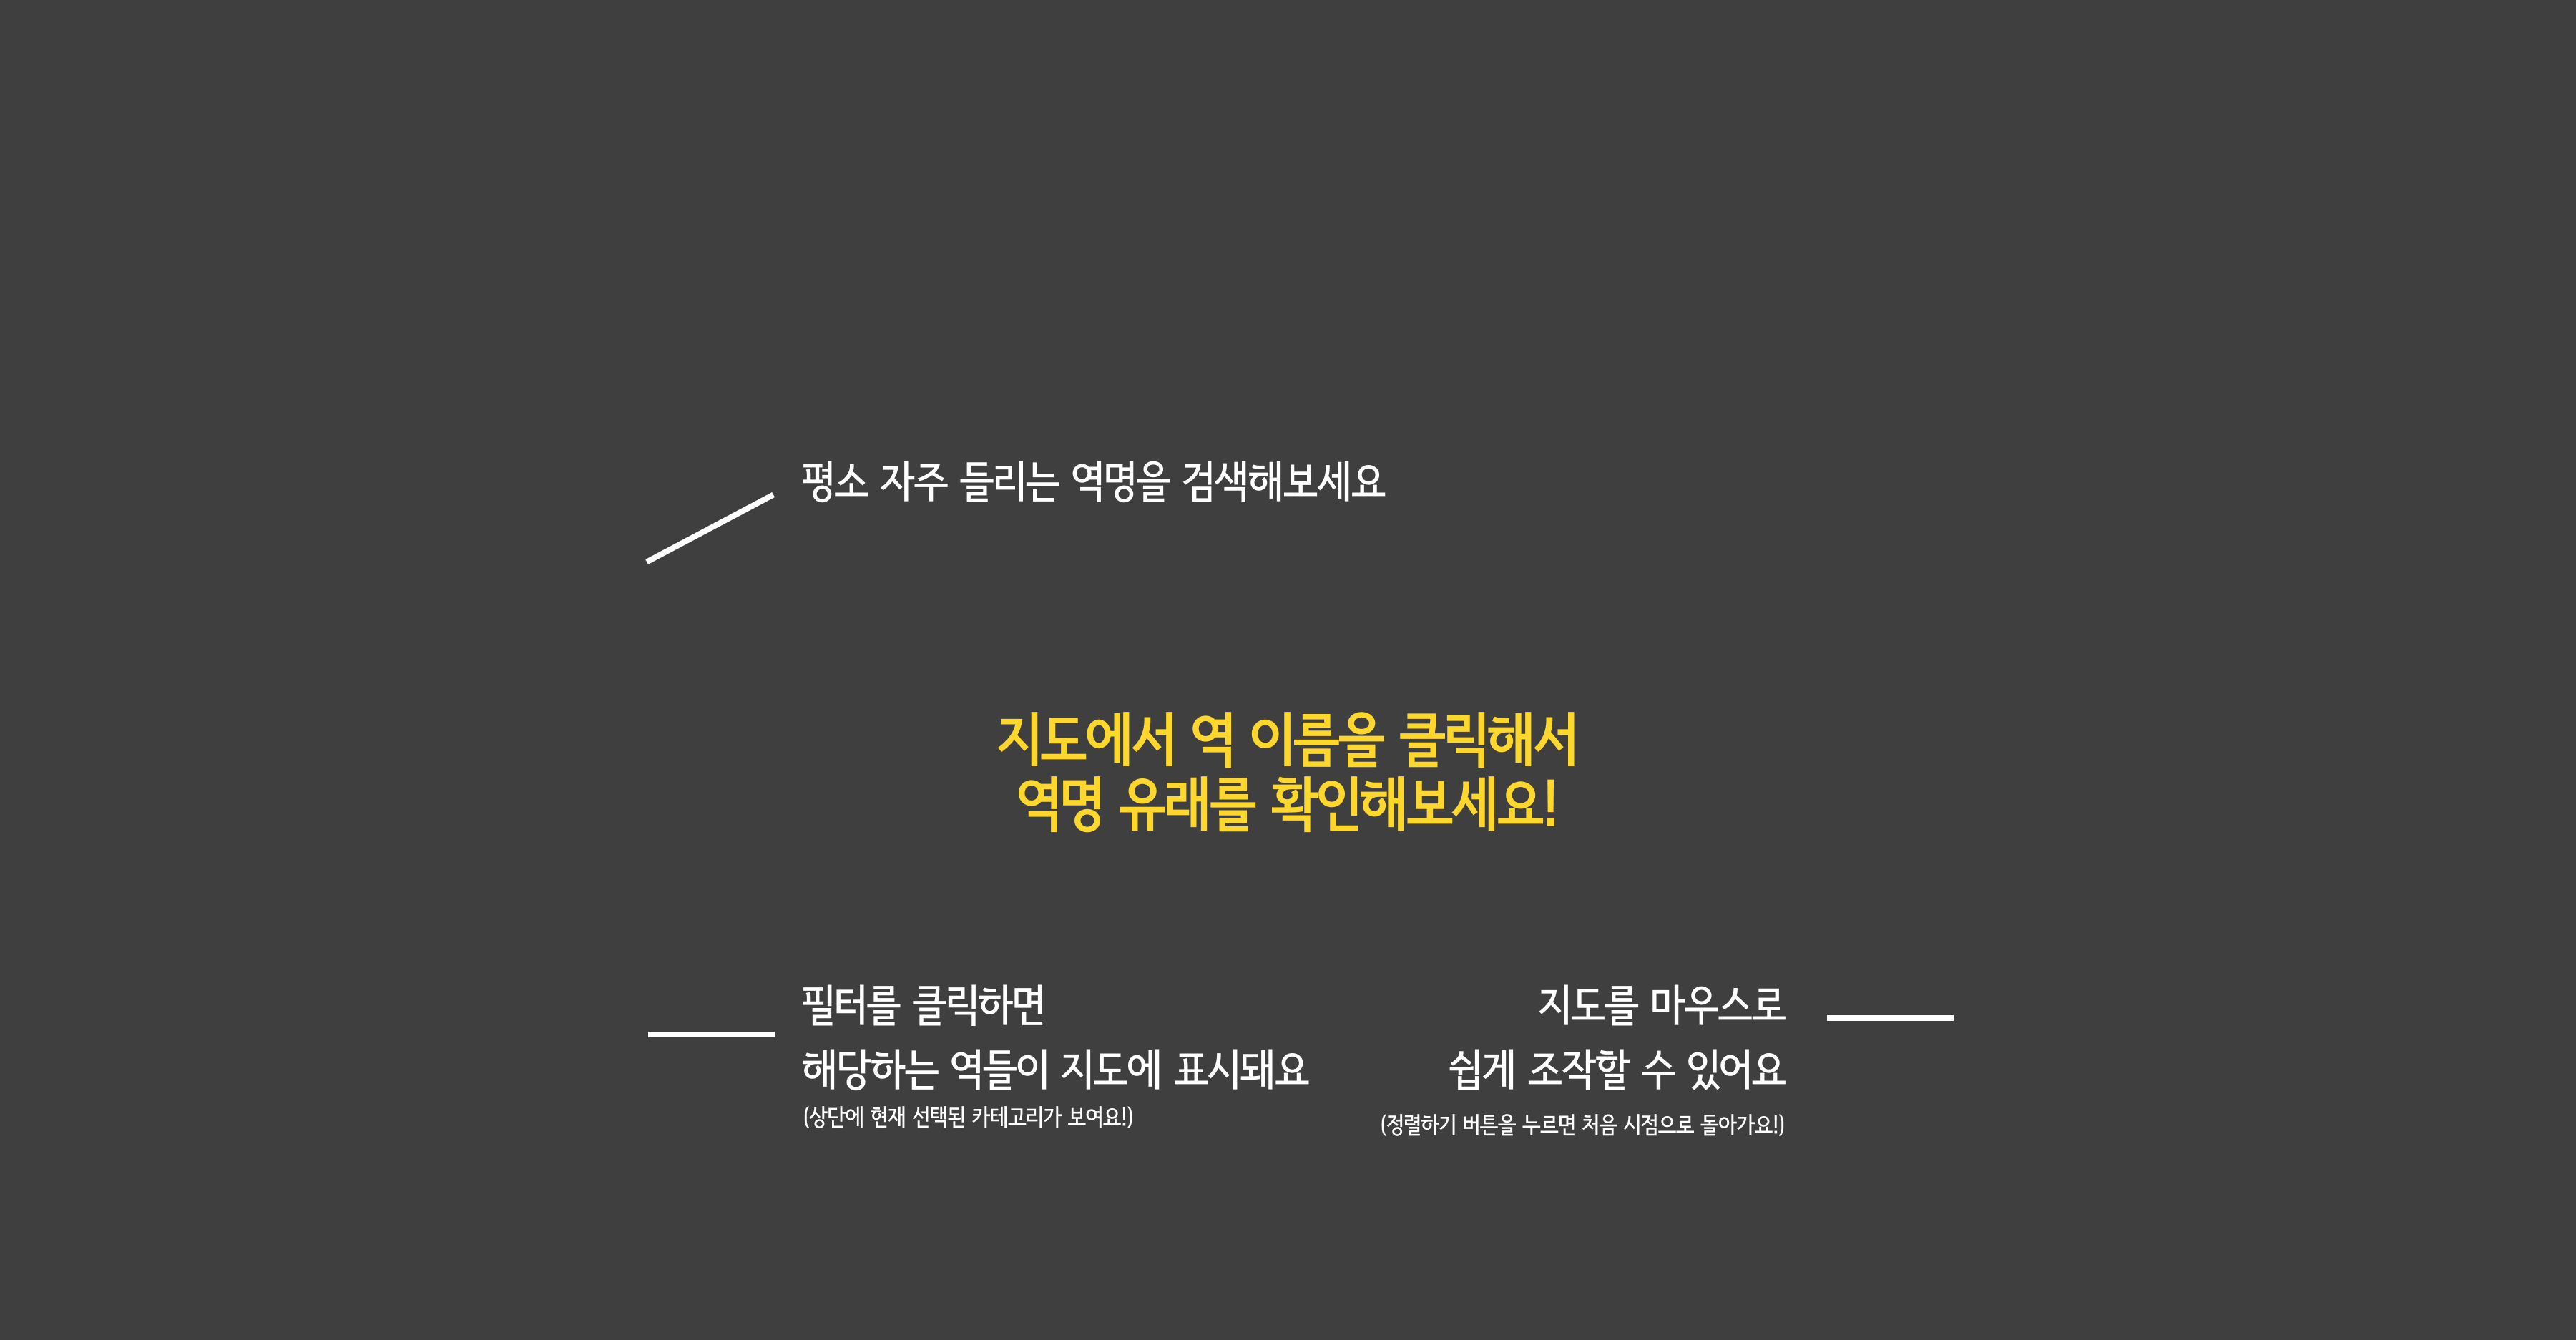 평소 자주 들리는 역명을 검색해보세요
지도에서 역 이름을 클릭해서
역명 유래를 확인해보세요!
필터를 클릭하면
해당하는 역들이 지도에 표시돼요
(상단에 현재 선택된 카테고리가 보여요!)
지도를 마우스로
쉽게 조작할 수 있어요
(정렬하기 버튼을 누르면 처음 시점으로 돌아가요!)